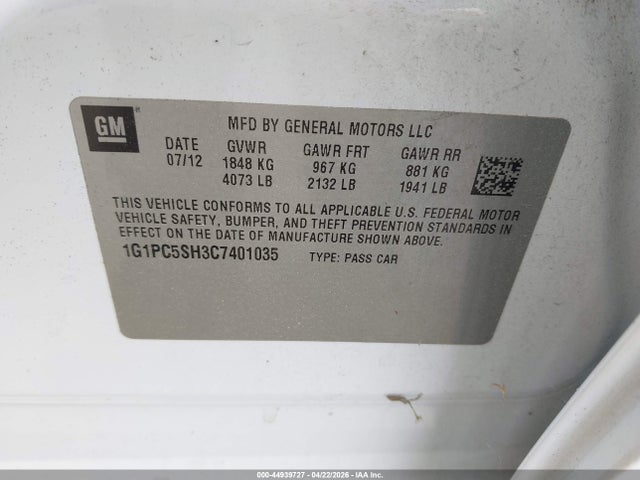 GM
MFD BY GENERAL MOTORS LLC
DATE GVWR GAWR FRT GAWR RR
07/12 1848 KG 967 KG 881 KG
4073 LB 2132 LB 1941 LB
THIS VEHICLE CONFORMS TO ALL APPLICABLE U.S. FEDERAL MOTOR
VEHICLE SAFETY, BUMPER, AND THEFT PREVENTION STANDARDS IN
EFFECT ON THE DATE OF MANUFACTURE SHOWN ABOVE.
1G1PC5SH3C7401035 TYPE: PASS CAR
000-44939727 - 04/22/2026 - IAA, Inc.